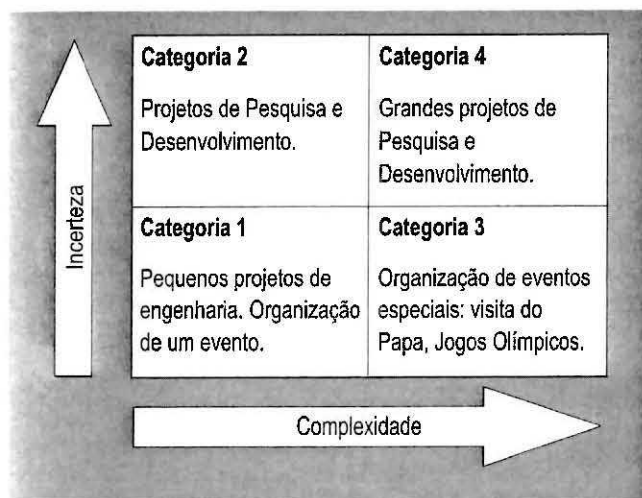 Incerteza
Categoria 2
Projetos de Pesquisa e
Desenvolvimento.
Categoria 4
Grandes projetos de
Pesquisa e
Desenvolvimento.
Categoria 1
Pequenos projetos de
engenharia. Organização
de um evento.
Categoria 3
Organização de eventos
especiais: visita do
Papa, Jogos Olímpicos.
Complexidade